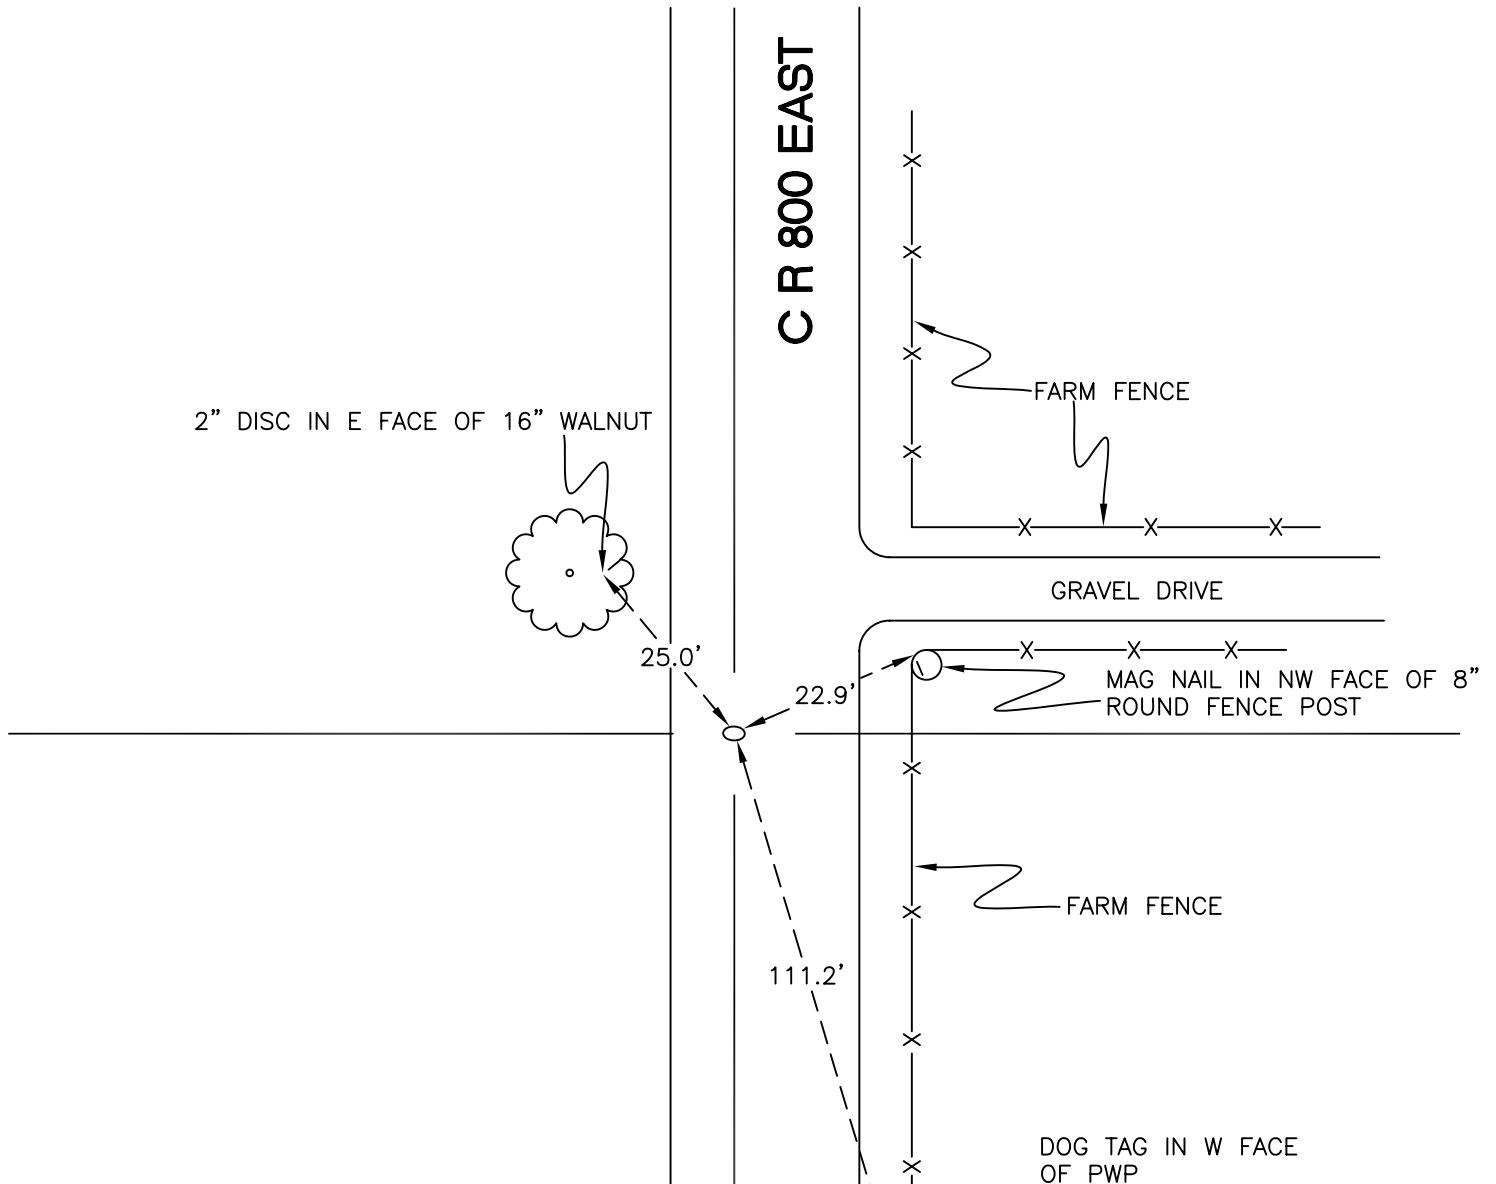 C R 800 EAST
FARM FENCE
2" DISC IN E FACE OF 16" WALNUT
GRAVEL DRIVE
25.0'
22.9'
MAG NAIL IN NW FACE OF 8"
ROUND FENCE POST
FARM FENCE
111.2'
DOG TAG IN W FACE
OF PWP